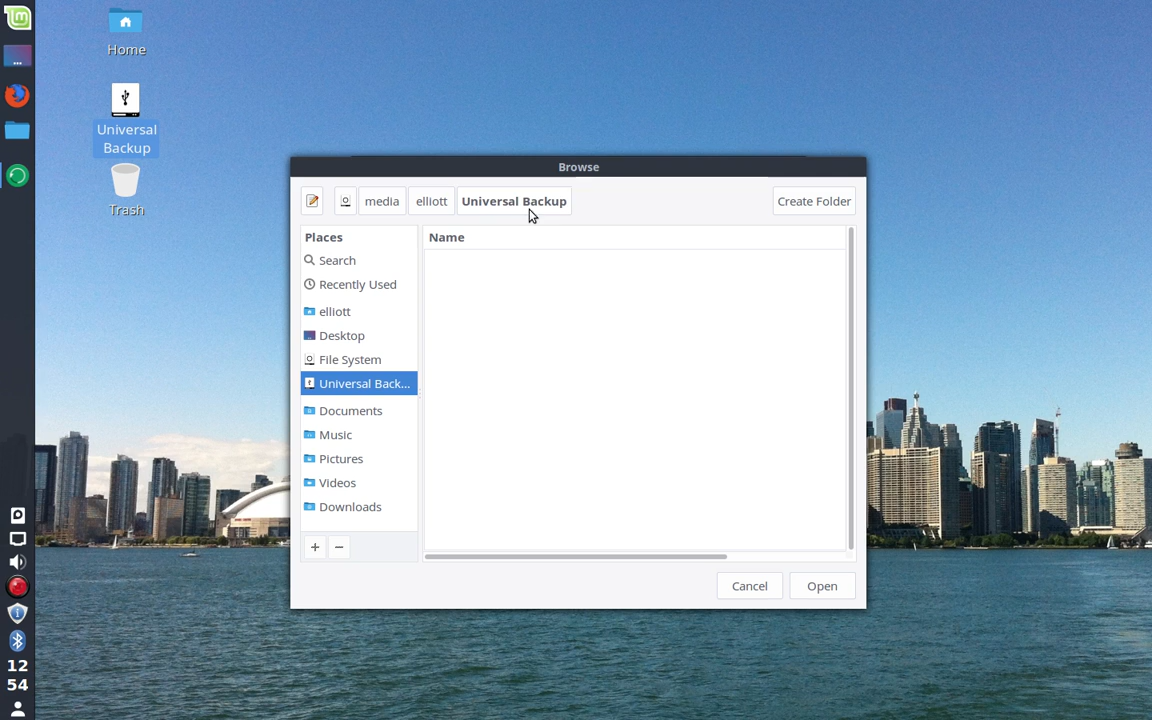 Home
Universal
Backup
Trash
12
54
Browse
media elliott Universal Backup Create Folder
Places
Search
Recently Used
elliott
Desktop
File System
Universal Back...
Documents
Music
Pictures
Videos
Downloads
Name
Cancel Open